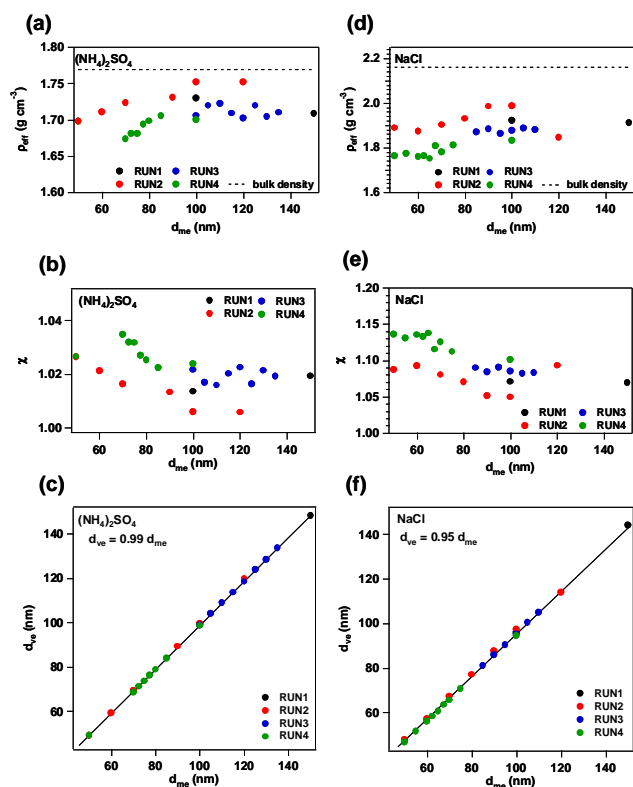 (a)
1.80
(NH₄)₂SO₄
1.75
1.70
1.65
1.60
ρeff (g cm⁻³)
RUN1 RUN3
RUN2 RUN4
bulk density
60 80 100 120 140
dme (nm)
(d)
2.2
NaCl
2.1
2.0
1.9
1.8
1.7
1.6
ρeff (g cm⁻³)
RUN1 RUN3
RUN2 RUN4
bulk density
60 80 100 120 140
dme (nm)
(b)
(NH₄)₂SO₄
RUN1 RUN3
RUN2 RUN4
1.04
1.02
1.00
χ
60 80 100 120 140
dme (nm)
(e)
1.20
NaCl
1.15
1.10
1.05
1.00
χ
RUN1 RUN3
RUN2 RUN4
60 80 100 120 140
dme (nm)
(c)
(NH₄)₂SO₄
dve = 0.99 dme
140
120
100
80
60
dve (nm)
RUN1
RUN2
RUN3
RUN4
60 80 100 120 140
dme (nm)
(f)
NaCl
dve = 0.95 dme
140
120
100
80
60
dve (nm)
RUN1
RUN2
RUN3
RUN4
60 80 100 120 140
dme (nm)